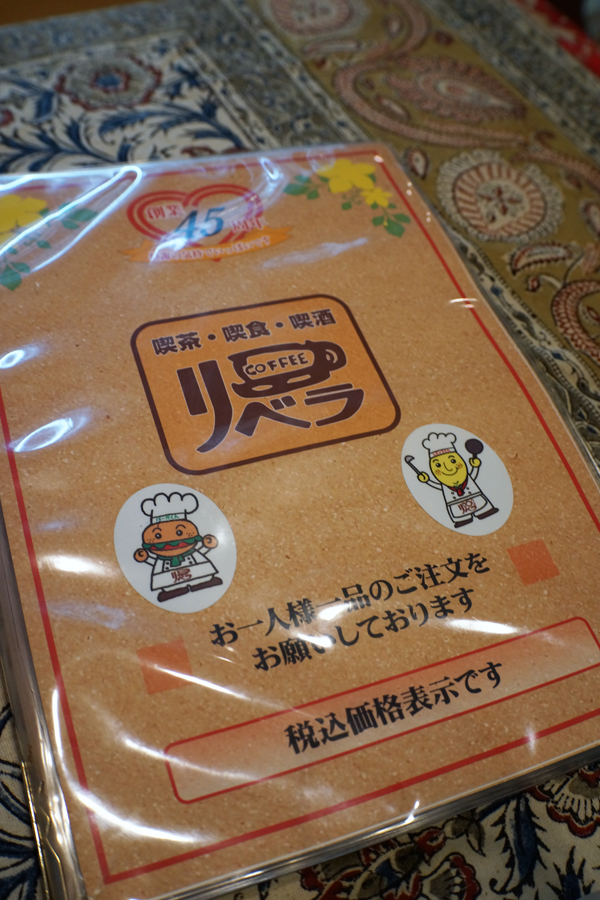 創業
45
周年
喫茶・喫食・喫酒
COFFEE
リベラ
お一人様一品のご注文を
お願いしております
税込価格表示です